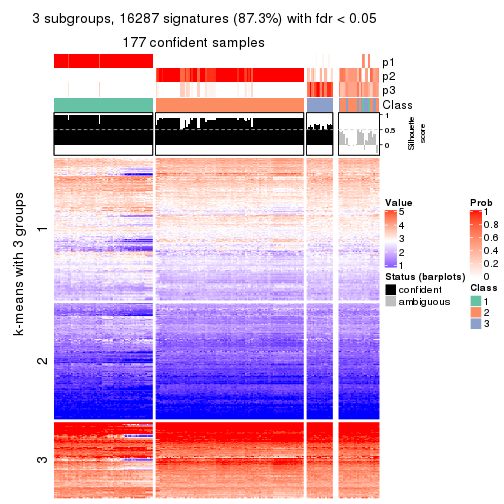 3 subgroups, 16287 signatures (87.3%) with fdr < 0.05
177 confident samples
p1
p2
p3
Class
1
0.5
0
Silhouette
score
k-means with 3 groups
1
2
3
Value
5
4
3
2
1
Status (barplots)
confident
ambiguous
Prob
1
0.8
0.6
0.4
0.2
0
Class
1
2
3